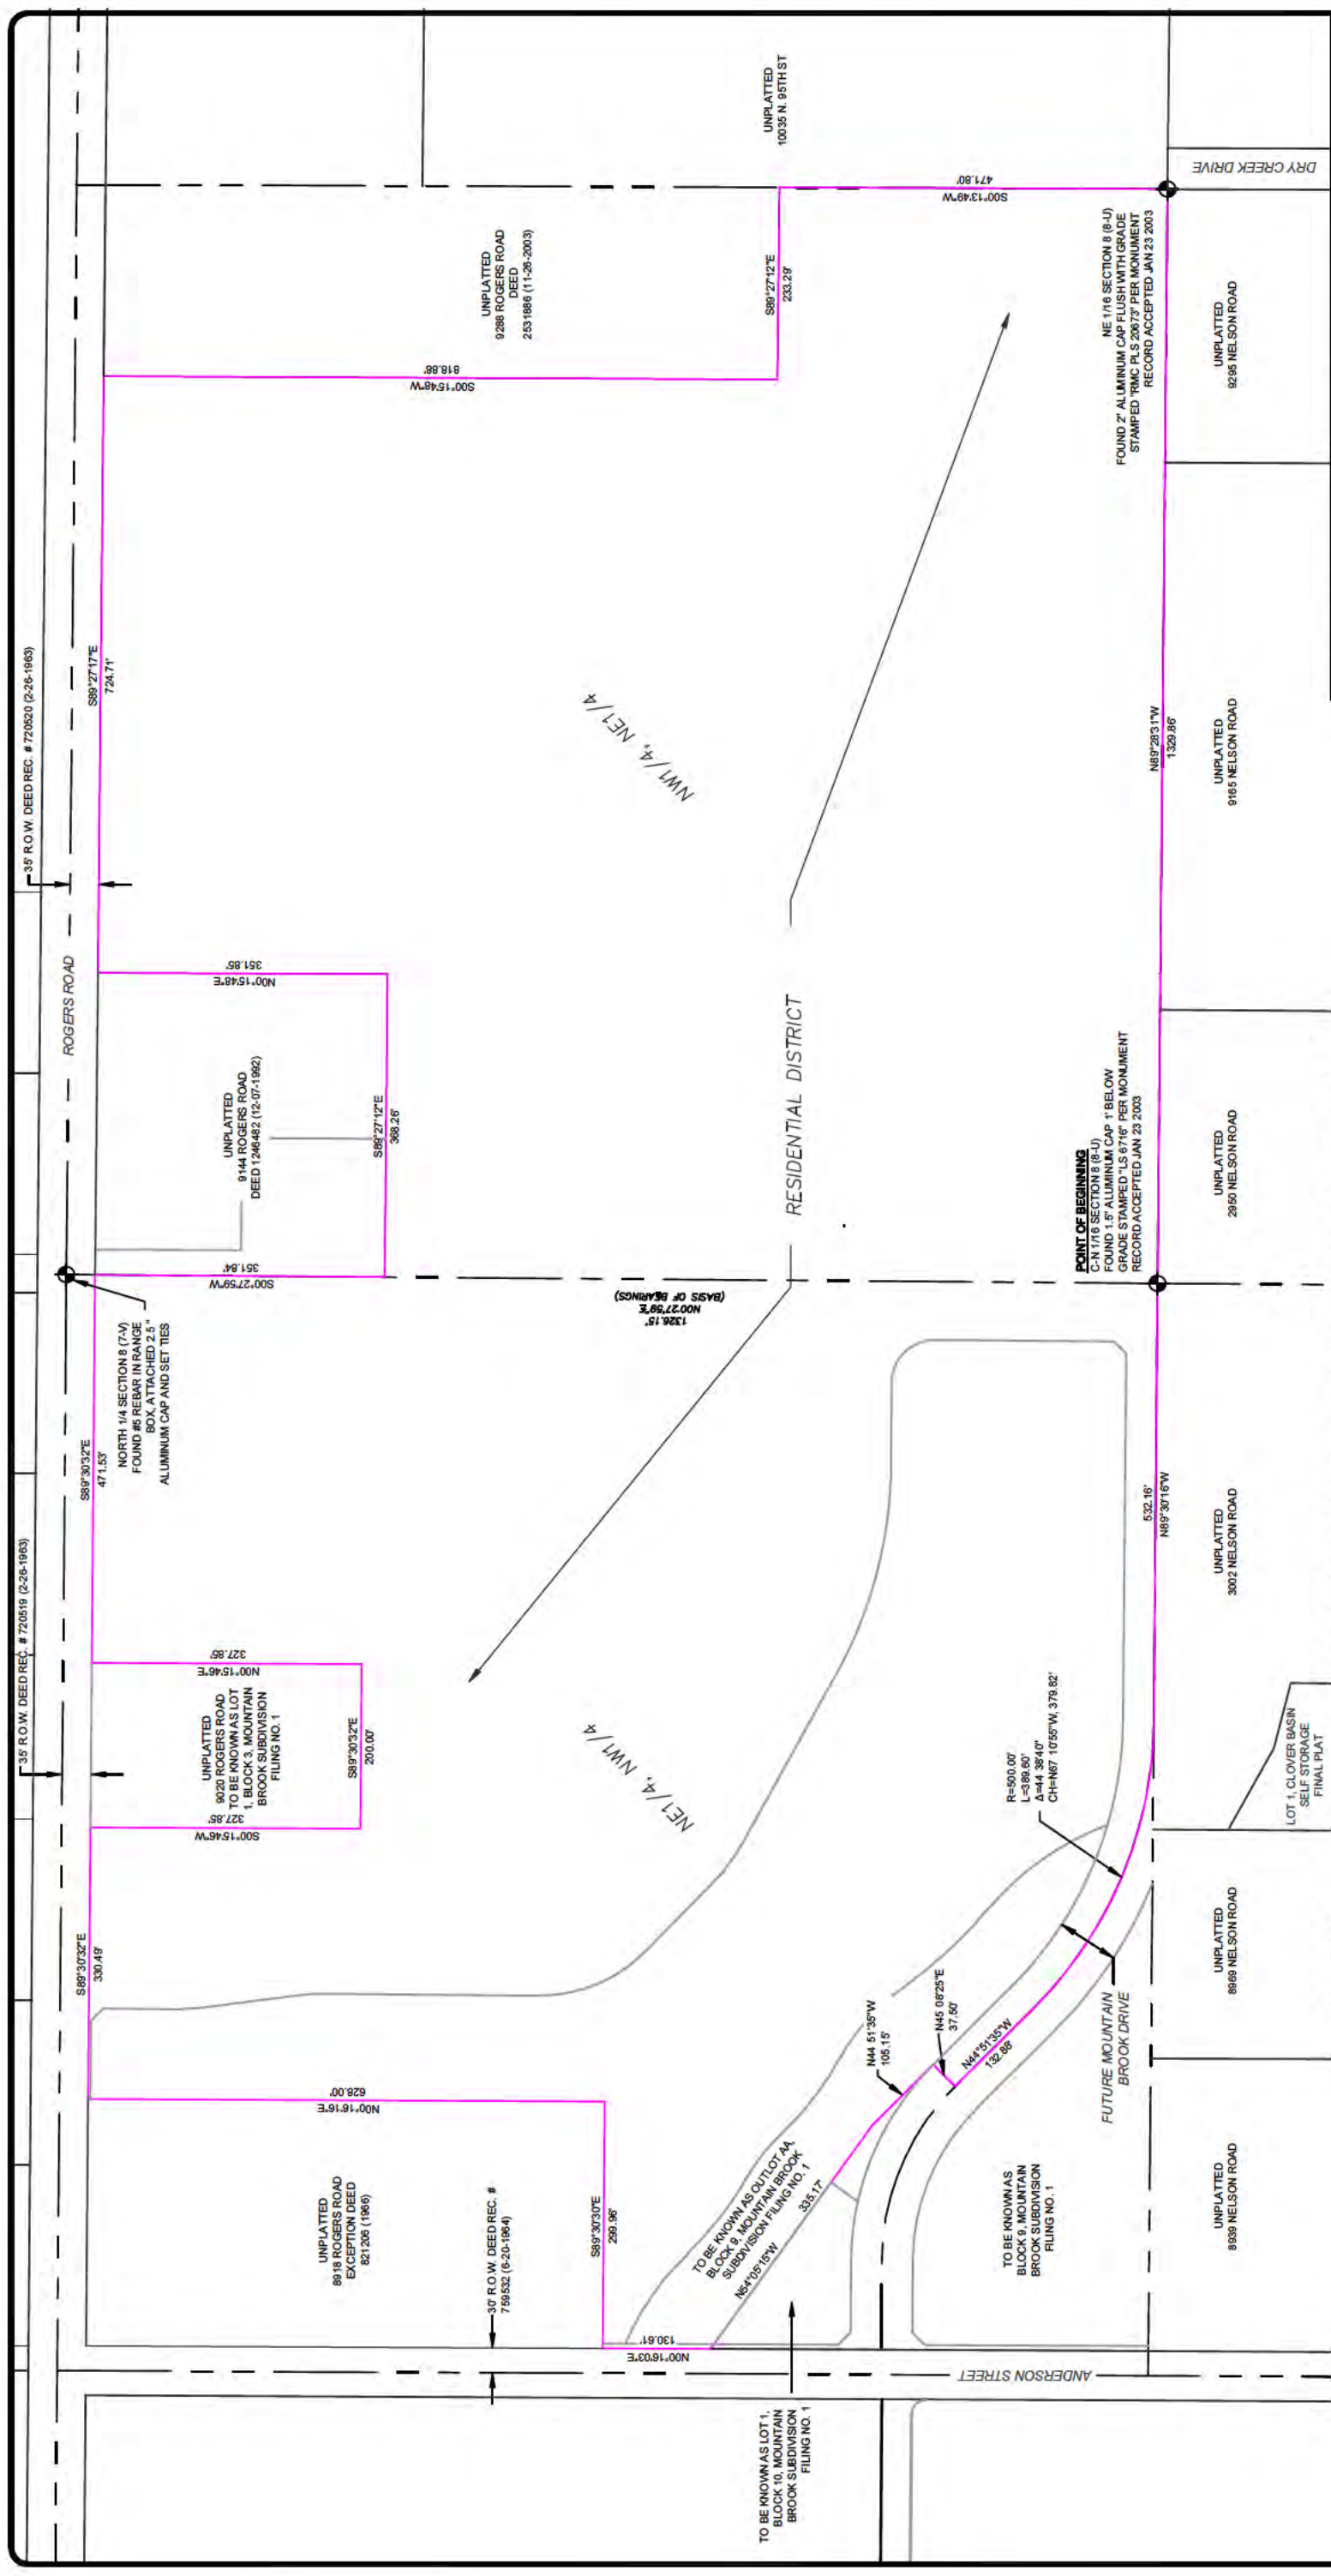 35' R.O.W. DEED REC. # 720519 (2-26-1963)
35' R.O.W. DEED REC. # 720520 (2-26-1963)
ROGERS ROAD
S89°30'32"E
330.49'
S89°30'32"E
471.53'
S89°27'17"E
724.71'
NORTH 1/4 SECTION 8 (7-V)
FOUND #5 REBAR IN RANGE
BOX, ATTACHED 2.5"
ALUMINUM CAP AND SET TIES
UNPLATTED
8918 ROGERS ROAD
EXCEPTION DEED
821206 (1966)
N00°16'16"E
628.00'
UNPLATTED
9020 ROGERS ROAD
TO BE KNOWN AS LOT
1, BLOCK 3, MOUNTAIN
BROOK SUBDIVISION
FILING NO. 1
S00°15'46"W
327.85'
N00°15'46"E
327.85'
S89°30'32"E
200.00'
S00°27'59"W
351.84'
UNPLATTED
9144 ROGERS ROAD
DEED 1246482 (12-07-1992)
N00°15'48"E
351.85'
S89°27'12"E
368.26'
S00°15'48"W
818.88'
UNPLATTED
9288 ROGERS ROAD
DEED
2531886 (11-26-2003)
UNPLATTED
10035 N. 95TH ST
S89°27'12"E
233.29'
S00°13'49"W
471.80'
30' R.O.W. DEED REC. #
759532 (6-20-1964)
S89°30'30"E
299.96'
N00°16'03"E
130.61'
NE1/4, NW1/4
NW1/4, NE1/4
1326.15'
N00°27'59"E
(BASIS OF BEARINGS)
RESIDENTIAL DISTRICT
TO BE KNOWN AS OUTLOT AA,
BLOCK 9, MOUNTAIN BROOK
SUBDIVISION FILING NO. 1
N54°05'15"W
335.17'
TO BE KNOWN AS LOT 1,
BLOCK 10, MOUNTAIN
BROOK SUBDIVISION
FILING NO. 1
N44 51'35"W
105.15'
N45 08'25"E
37.50'
N44°51'35"W
132.88'
R=500.00'
L=389.60'
Δ=44 38'40"
CH=N67 10'55"W, 379.82'
TO BE KNOWN AS
BLOCK 9, MOUNTAIN
BROOK SUBDIVISION
FILING NO. 1
FUTURE MOUNTAIN
BROOK DRIVE
ANDERSON STREET
POINT OF BEGINNING
C-N 1/16 SECTION 8 (8-U)
FOUND 1.5" ALUMINUM CAP 1' BELOW
GRADE STAMPED "LS 6716" PER MONUMENT
RECORD ACCEPTED JAN 23 2003
NE 1/16 SECTION 8 (8-U)
FOUND 2" ALUMINUM CAP FLUSH WITH GRADE
STAMPED "RMC PLS 20673" PER MONUMENT
RECORD ACCEPTED JAN 23 2003
532.16'
N89°30'16"W
N89°28'31"W
1329.86'
DRY CREEK DRIVE
UNPLATTED
8939 NELSON ROAD
UNPLATTED
8969 NELSON ROAD
LOT 1, CLOVER BASIN
SELF STORAGE
FINAL PLAT
UNPLATTED
3002 NELSON ROAD
UNPLATTED
2950 NELSON ROAD
UNPLATTED
9165 NELSON ROAD
UNPLATTED
9295 NELSON ROAD